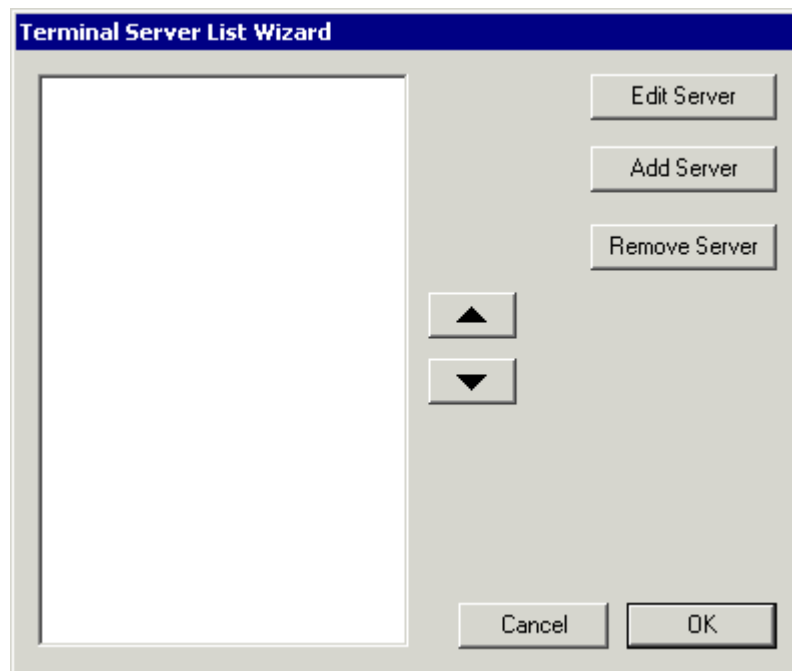 Terminal Server List Wizard
Edit Server
Add Server
Remove Server
Cancel
OK